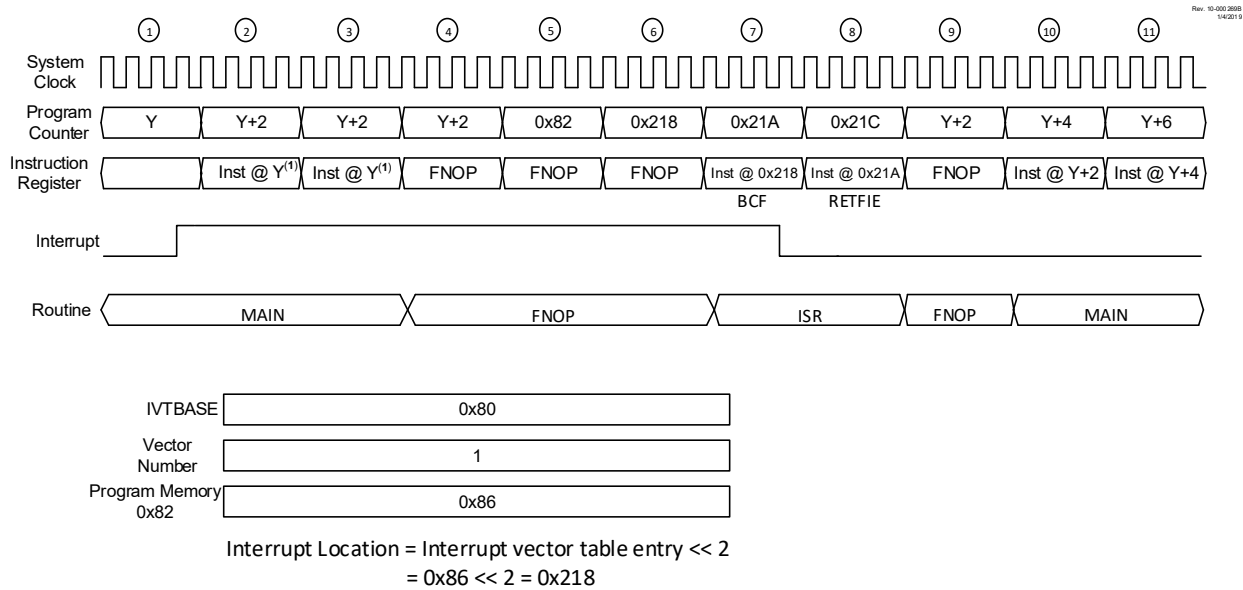 Rev. 10-000269B
1/4/2019
1 2 3 4 5 6 7 8 9 10 11
System
Clock
Program
Counter
Y Y+2 Y+2 Y+2 0x82 0x218 0x21A 0x21C Y+2 Y+4 Y+6
Instruction
Register
Inst @ Y(1) Inst @ Y(1) FNOP FNOP FNOP Inst @ 0x218 Inst @ 0x21A FNOP Inst @ Y+2 Inst @ Y+4
BCF RETFIE
Interrupt
Routine MAIN FNOP ISR FNOP MAIN
IVTBASE 0x80
Vector
Number
1
Program Memory
0x82
0x86
Interrupt Location = Interrupt vector table entry << 2
= 0x86 << 2 = 0x218